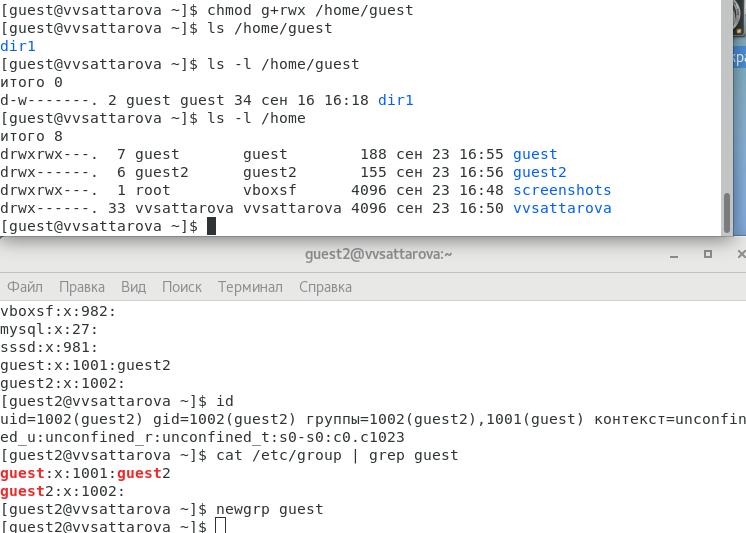 [guest@vvsattarova ~]$ chmod g+rwx /home/guest
[guest@vvsattarova ~]$ ls /home/guest
dir1
[guest@vvsattarova ~]$ ls -l /home/guest
итого 0
d-w-------. 2 guest guest 34 сен 16 16:18 dir1
[guest@vvsattarova ~]$ ls -l /home
итого 8
drwxrwx---.  7 guest       guest        188 сен 23 16:55 guest
drwx------.  6 guest2      guest2       155 сен 23 16:56 guest2
drwxrwx---.  1 root        vboxsf      4096 сен 23 16:48 screenshots
drwx------. 33 vvsattarova vvsattarova 4096 сен 23 16:50 vvsattarova
[guest@vvsattarova ~]$
guest2@vvsattarova:~
Файл Правка Вид Поиск Терминал Справка
vboxsf:x:982:
mysql:x:27:
sssd:x:981:
guest:x:1001:guest2
guest2:x:1002:
[guest2@vvsattarova ~]$ id
uid=1002(guest2) gid=1002(guest2) группы=1002(guest2),1001(guest) контекст=unconfin
ed_u:unconfined_r:unconfined_t:s0-s0:c0.c1023
[guest2@vvsattarova ~]$ cat /etc/group | grep guest
guest:x:1001:guest2
guest2:x:1002:
[guest2@vvsattarova ~]$ newgrp guest
[guest2@vvsattarova ~]$